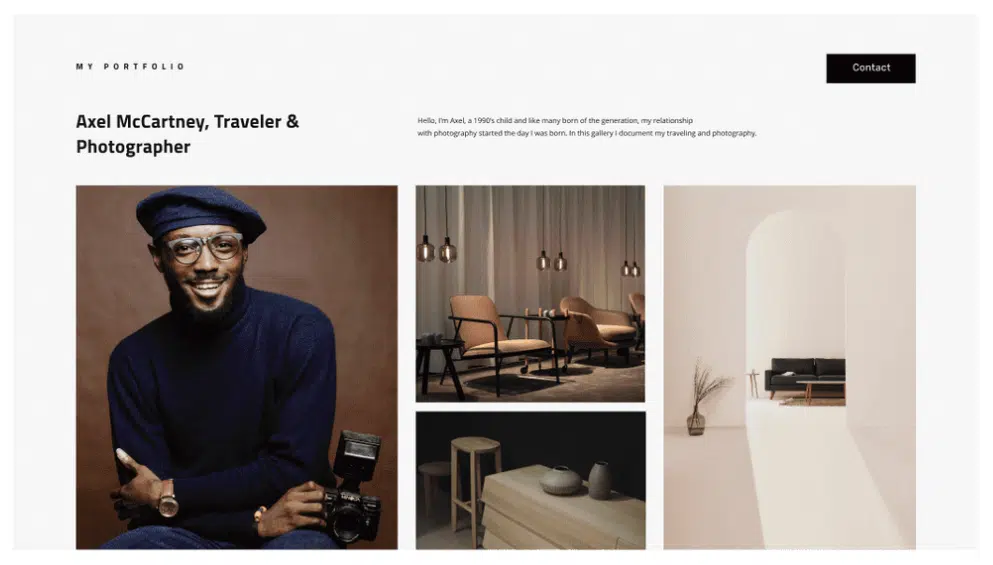 MY PORTFOLIO
Contact
Axel McCartney, Traveler &
Photographer
Hello, I'm Axel, a 1990's child and like many born of the generation, my relationship
with photography started the day I was born. In this gallery I document my traveling and photography.